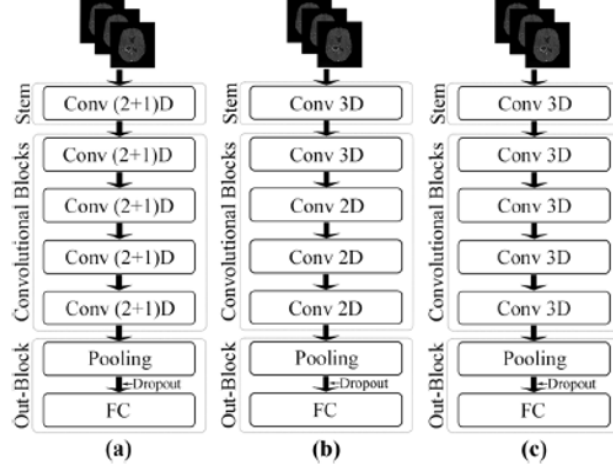 Stem
Conv (2+1)D
Convolutional Blocks
Conv (2+1)D
Conv (2+1)D
Conv (2+1)D
Conv (2+1)D
Out-Block
Pooling
Dropout
FC
(a)
Stem
Conv 3D
Convolutional Blocks
Conv 3D
Conv 2D
Conv 2D
Conv 2D
Out-Block
Pooling
Dropout
FC
(b)
Stem
Conv 3D
Convolutional Blocks
Conv 3D
Conv 3D
Conv 3D
Conv 3D
Out-Block
Pooling
Dropout
FC
(c)